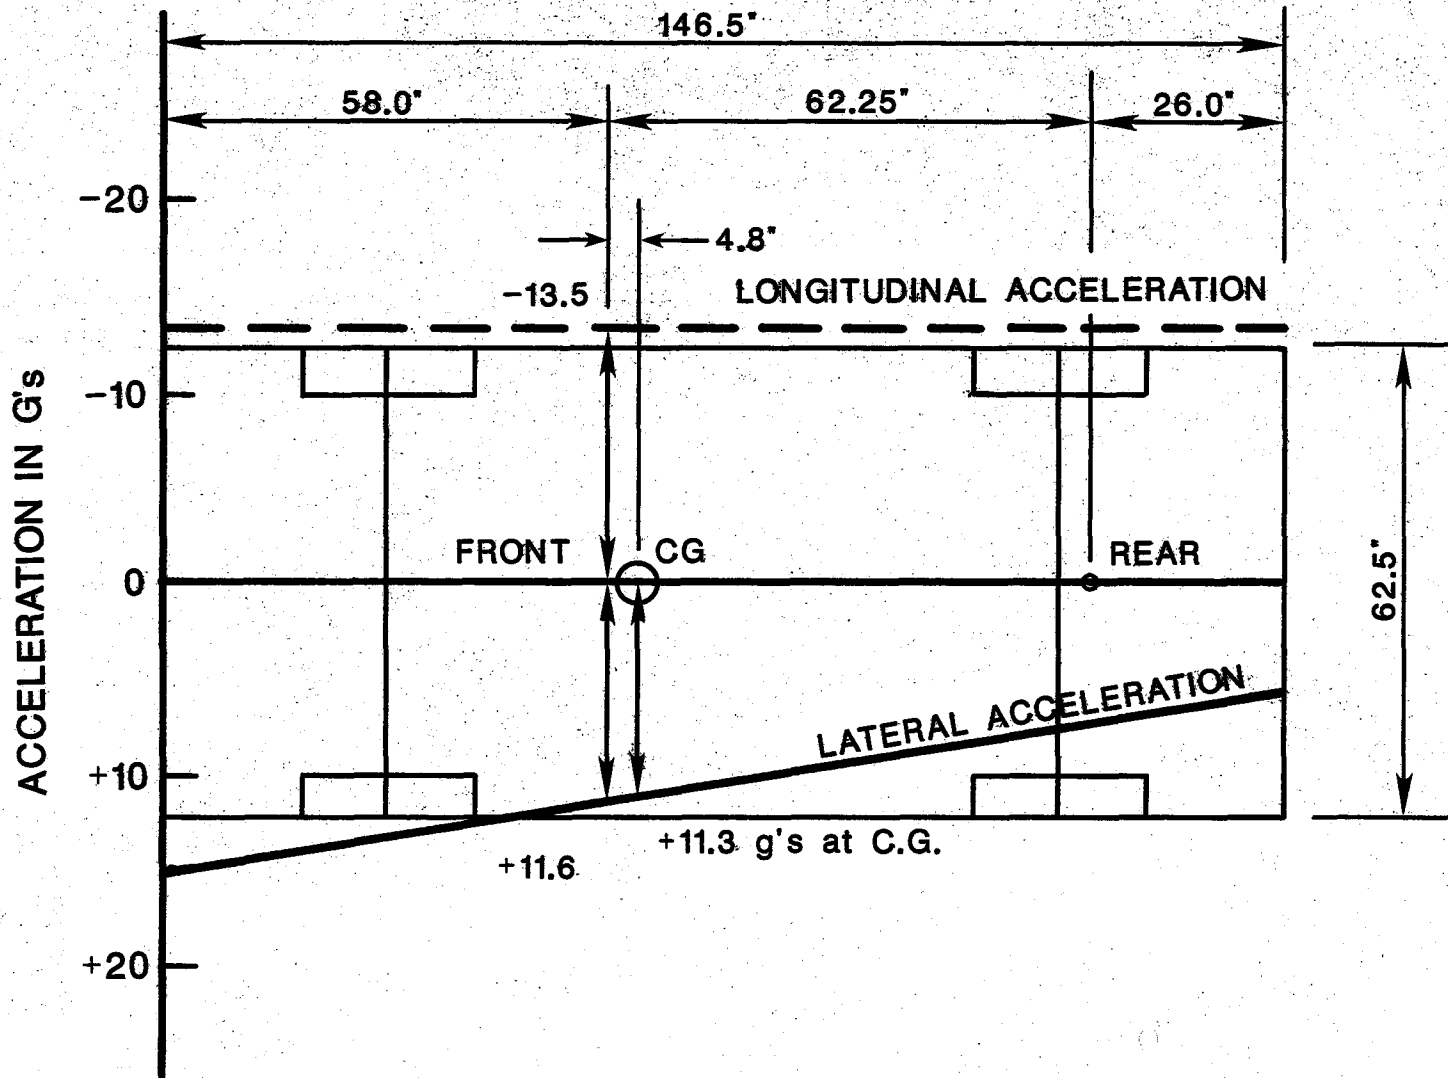 146.5"
58.0"
62.25"
26.0"
-20
4.8"
-13.5
LONGITUDINAL ACCELERATION
-10
ACCELERATION IN G's
FRONT
CG
REAR
0
62.5"
LATERAL ACCELERATION
+10
+11.3 g's at C.G.
+11.6
+20